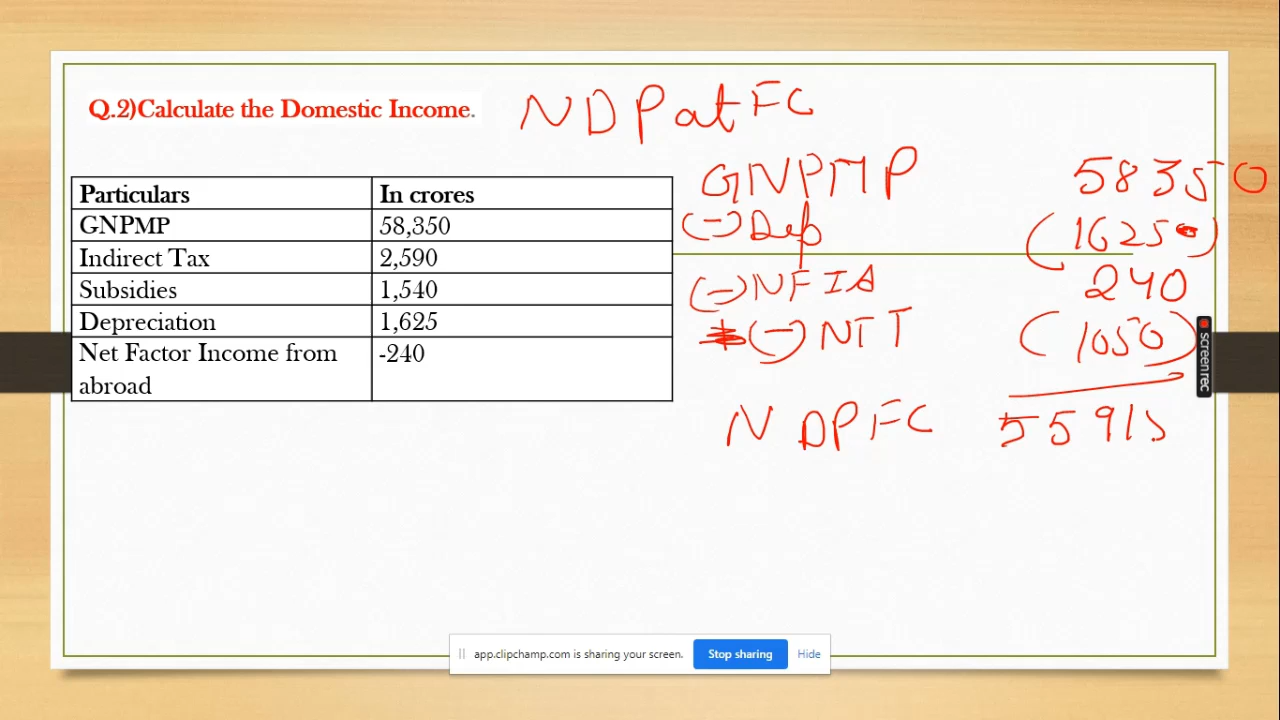 Q.2)Calculate the Domestic Income.
NDP at FC
Particulars In crores
GNPMP 58,350
Indirect Tax 2,590
Subsidies 1,540
Depreciation 1,625
Net Factor Income from abroad -240
GNPMP 58350
(-) Dep (1625)
(-) NFIA 240
(-) NIT (1050)
NDPFC 55915
screenrec
app.clipchamp.com is sharing your screen. Stop sharing Hide